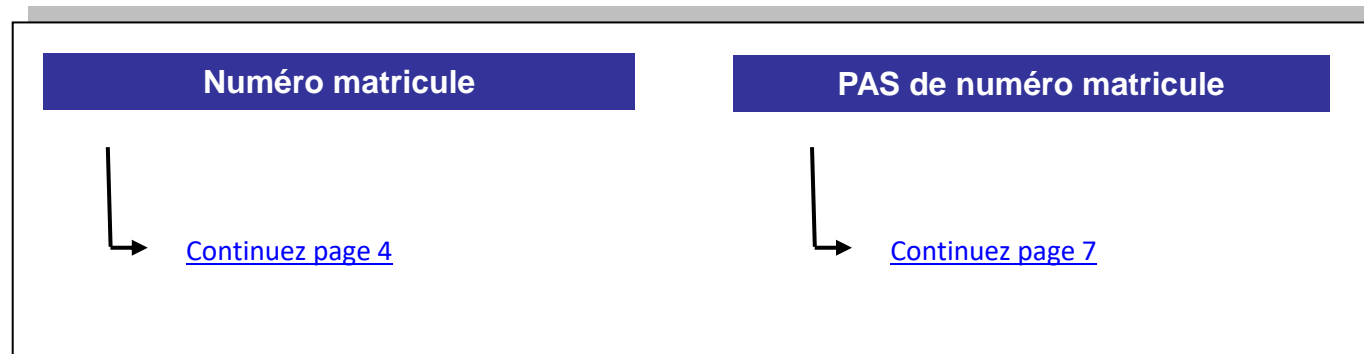 Numéro matricule
PAS de numéro matricule
Continuez page 4
Continuez page 7